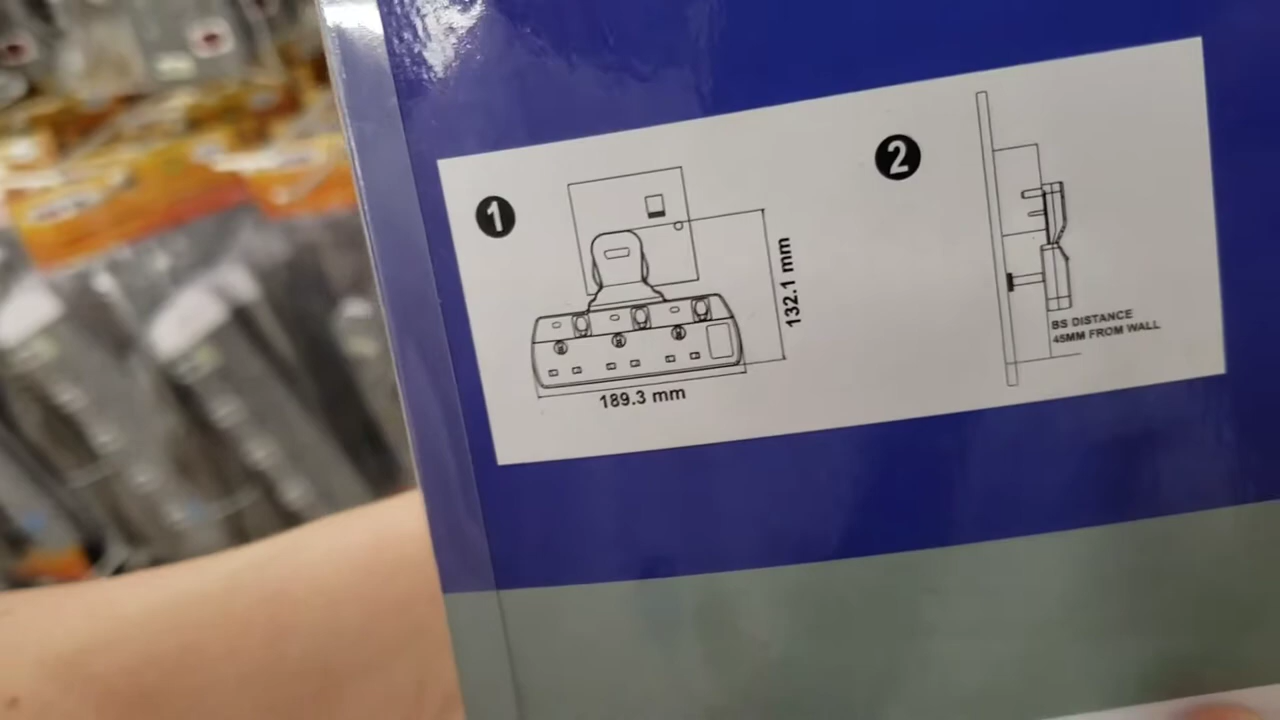 1
132.1 mm
189.3 mm
2
BS DISTANCE
45MM FROM WALL